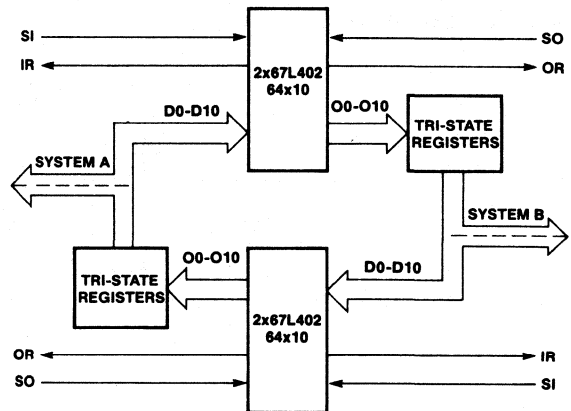 SI
SO
IR
OR
2x67L402
64x10
D0-D10
O0-O10
TRI-STATE
REGISTERS
SYSTEM A
SYSTEM B
O0-O10
D0-D10
TRI-STATE
REGISTERS
2x67L402
64x10
OR
IR
SO
SI